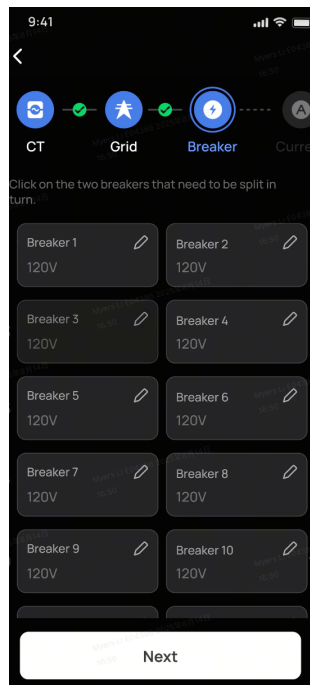 9:41
CT
Grid
Breaker
A
Curre
Click on the two breakers that need to be split in
turn.
Breaker 1
120V
Breaker 2
120V
Breaker 3
120V
Breaker 4
120V
Breaker 5
120V
Breaker 6
120V
Breaker 7
120V
Breaker 8
120V
Breaker 9
120V
Breaker 10
120V
Next